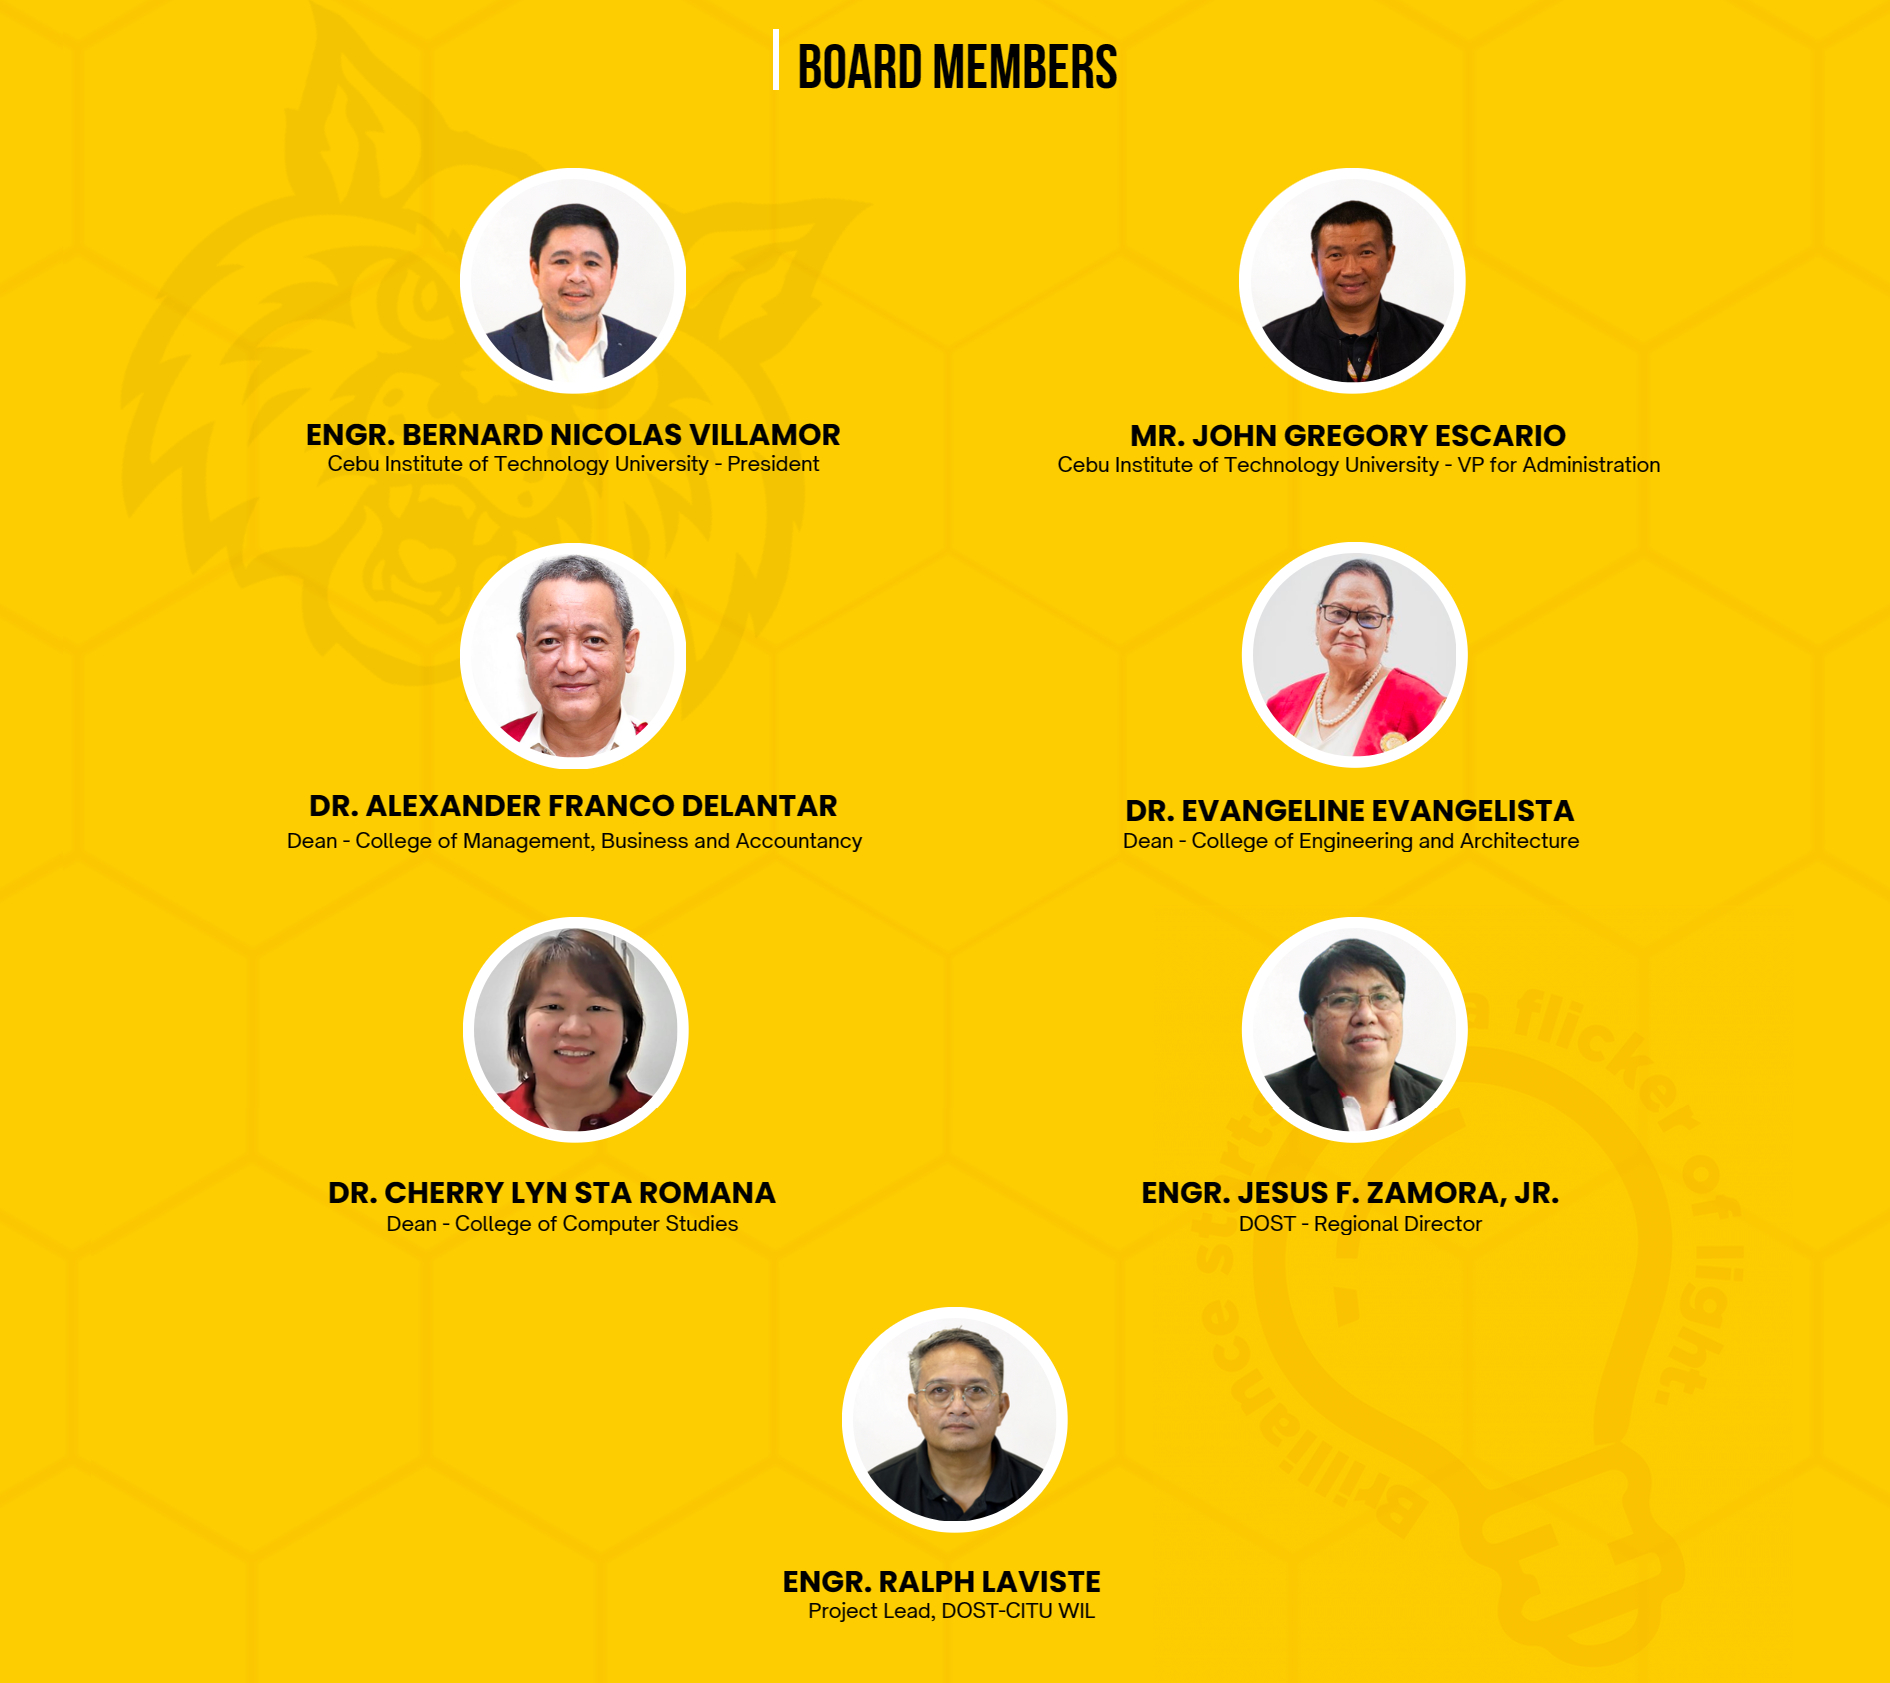 BOARD MEMBERS
ENGR. BERNARD NICOLAS VILLAMOR
Cebu Institute of Technology University - President
MR. JOHN GREGORY ESCARIO
Cebu Institute of Technology University - VP for Administration
DR. ALEXANDER FRANCO DELANTAR
Dean - College of Management, Business and Accountancy
DR. EVANGELINE EVANGELISTA
Dean - College of Engineering and Architecture
DR. CHERRY LYN STA ROMANA
Dean - College of Computer Studies
ENGR. JESUS F. ZAMORA, JR.
DOST - Regional Director
Brilliance starts a flicker of light.
ENGR. RALPH LAVISTE
Project Lead, DOST-CITU WIL